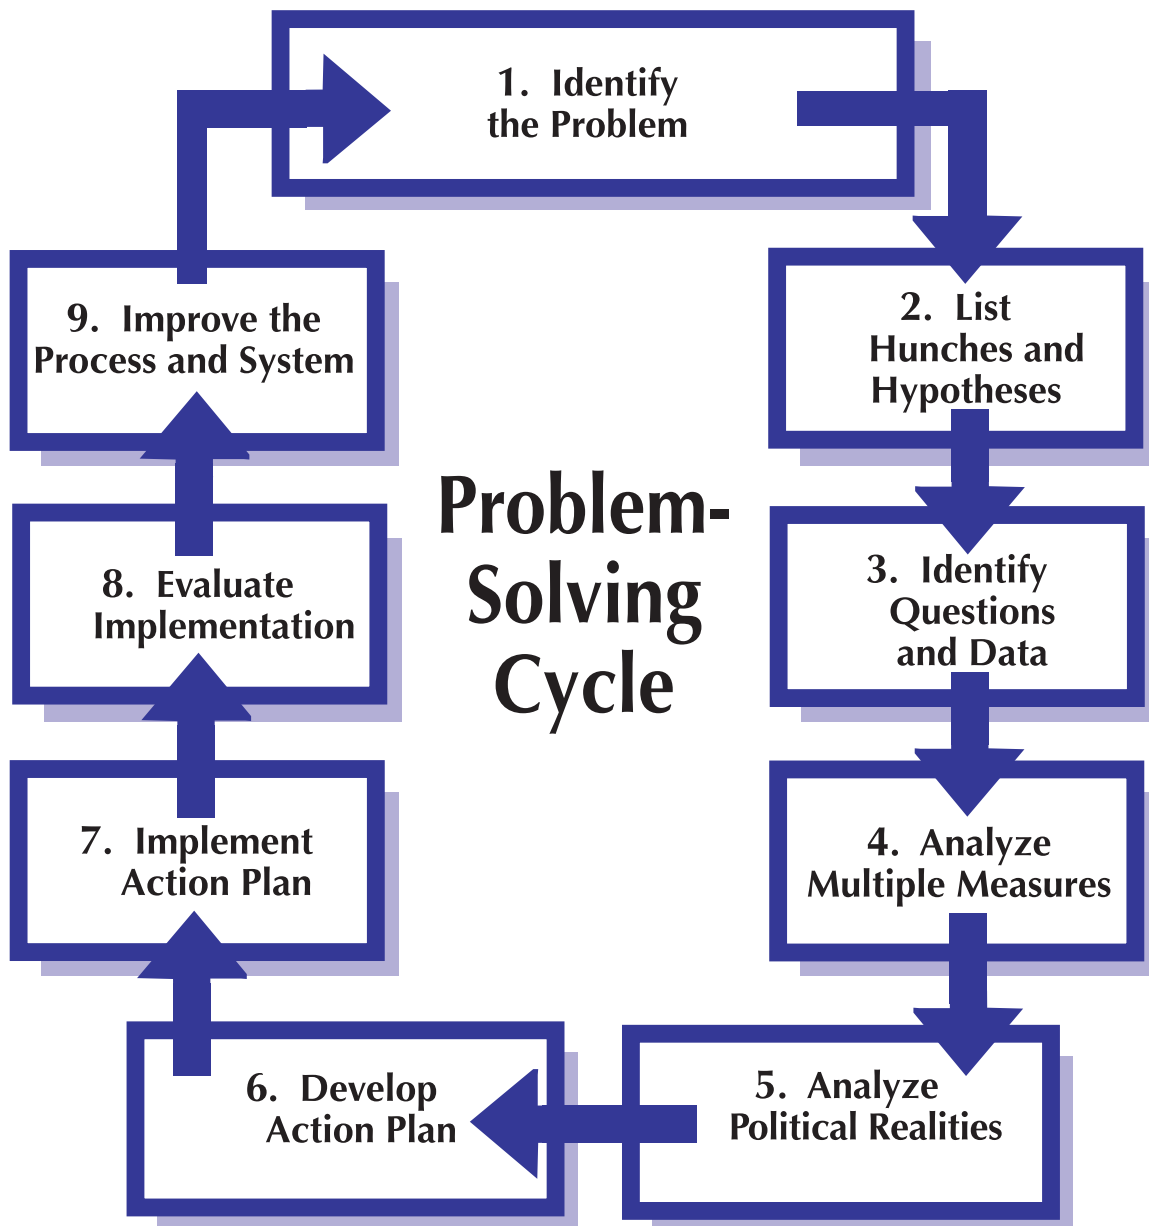 1. Identify
the Problem
2. List
Hunches and
Hypotheses
3. Identify
Questions
and Data
4. Analyze
Multiple Measures
5. Analyze
Political Realities
6. Develop
Action Plan
7. Implement
Action Plan
8. Evaluate
Implementation
9. Improve the
Process and System
Problem-
Solving
Cycle